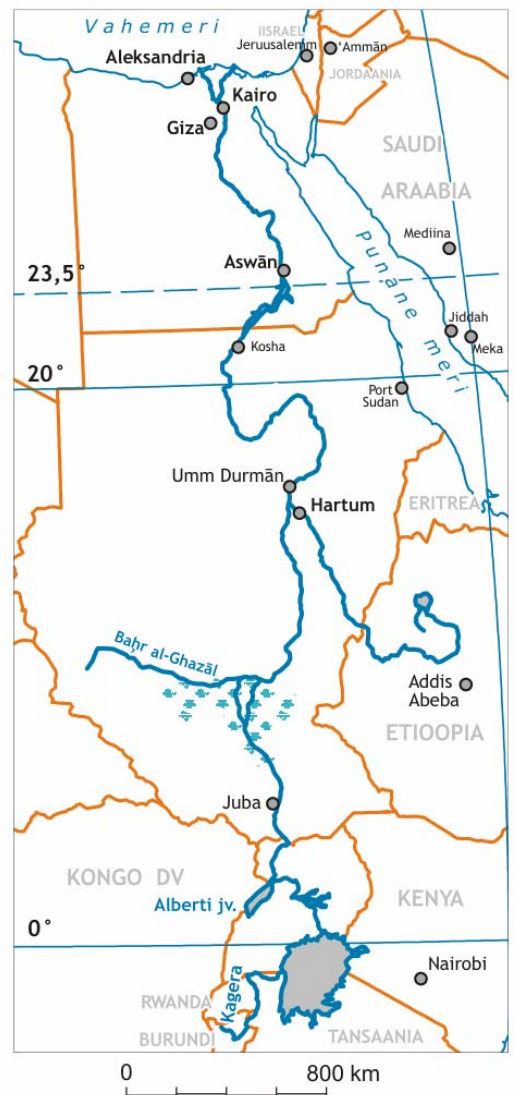 Vahemeri
IISRAEL
Jeruusalemm
ʻAmmān
Aleksandria
JORDAANIA
Kairo
Giza
SAUDI
ARAABIA
Mediina
Punane meri
Aswān
23,5°
Jiddah
Meka
Kosha
20°
Port
Sudan
Umm Durmān
Hartum
ERITREA
Baḩr al-Ghazāl
Addis
Abeba
ETIOOPIA
Juba
KONGO DV
Alberti jv.
KENYA
0°
Nairobi
Kagera
RWANDA
BURUNDI
TANSAANIA
0
800 km